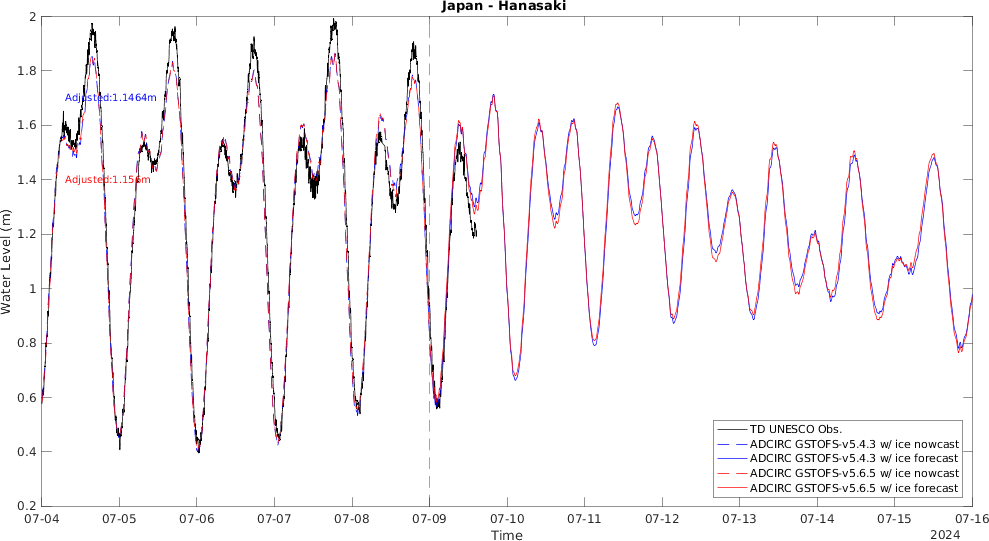 Japan - Hanasaki
2
1.8
1.6
1.4
1.2
1
0.8
0.6
0.4
0.2
Water Level (m)
Adjusted:1.1464m
Adjusted:1.156m
TD UNESCO Obs.
ADCIRC GSTOFS-v5.4.3 w/ ice nowcast
ADCIRC GSTOFS-v5.4.3 w/ ice forecast
ADCIRC GSTOFS-v5.6.5 w/ ice nowcast
ADCIRC GSTOFS-v5.6.5 w/ ice forecast
07-04 07-05 07-06 07-07 07-08 07-09 07-10 07-11 07-12 07-13 07-14 07-15 07-16
Time
2024